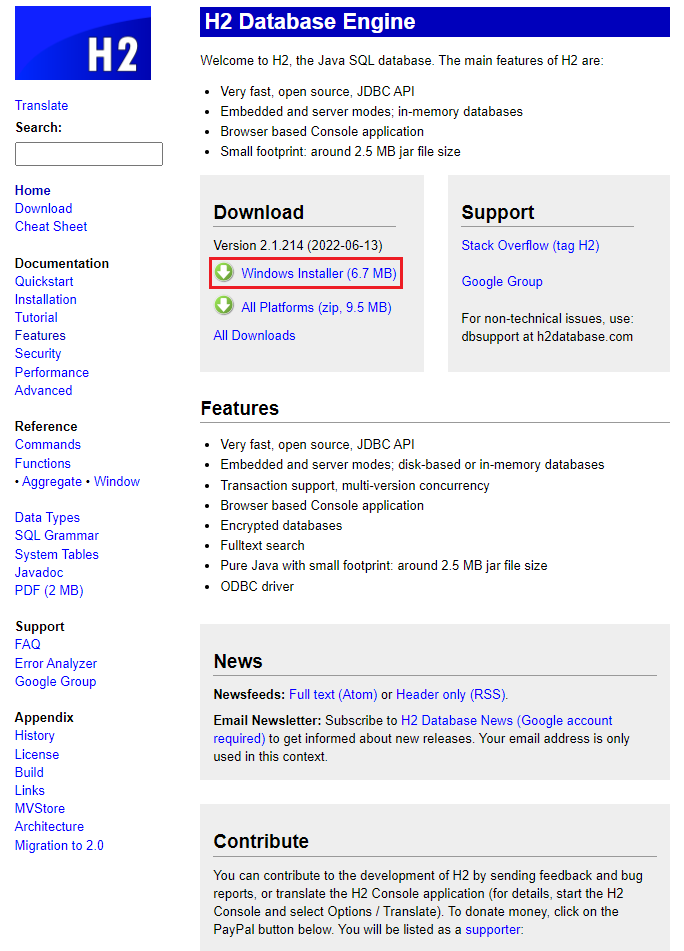 H2
Translate
Search:
Home
Download
Cheat Sheet
Documentation
Quickstart
Installation
Tutorial
Features
Security
Performance
Advanced
Reference
Commands
Functions
• Aggregate • Window
Data Types
SQL Grammar
System Tables
Javadoc
PDF (2 MB)
Support
FAQ
Error Analyzer
Google Group
Appendix
History
License
Build
Links
MVStore
Architecture
Migration to 2.0
H2 Database Engine
Welcome to H2, the Java SQL database. The main features of H2 are:
• Very fast, open source, JDBC API
• Embedded and server modes; in-memory databases
• Browser based Console application
• Small footprint: around 2.5 MB jar file size
Download
Version 2.1.214 (2022-06-13)
Windows Installer (6.7 MB)
All Platforms (zip, 9.5 MB)
All Downloads
Support
Stack Overflow (tag H2)
Google Group
For non-technical issues, use:
dbsupport at h2database.com
Features
• Very fast, open source, JDBC API
• Embedded and server modes; disk-based or in-memory databases
• Transaction support, multi-version concurrency
• Browser based Console application
• Encrypted databases
• Fulltext search
• Pure Java with small footprint: around 2.5 MB jar file size
• ODBC driver
News
Newsfeeds: Full text (Atom) or Header only (RSS).
Email Newsletter: Subscribe to H2 Database News (Google account
required) to get informed about new releases. Your email address is only
used in this context.
Contribute
You can contribute to the development of H2 by sending feedback and bug
reports, or translate the H2 Console application (for details, start the H2
Console and select Options / Translate). To donate money, click on the
PayPal button below. You will be listed as a supporter: